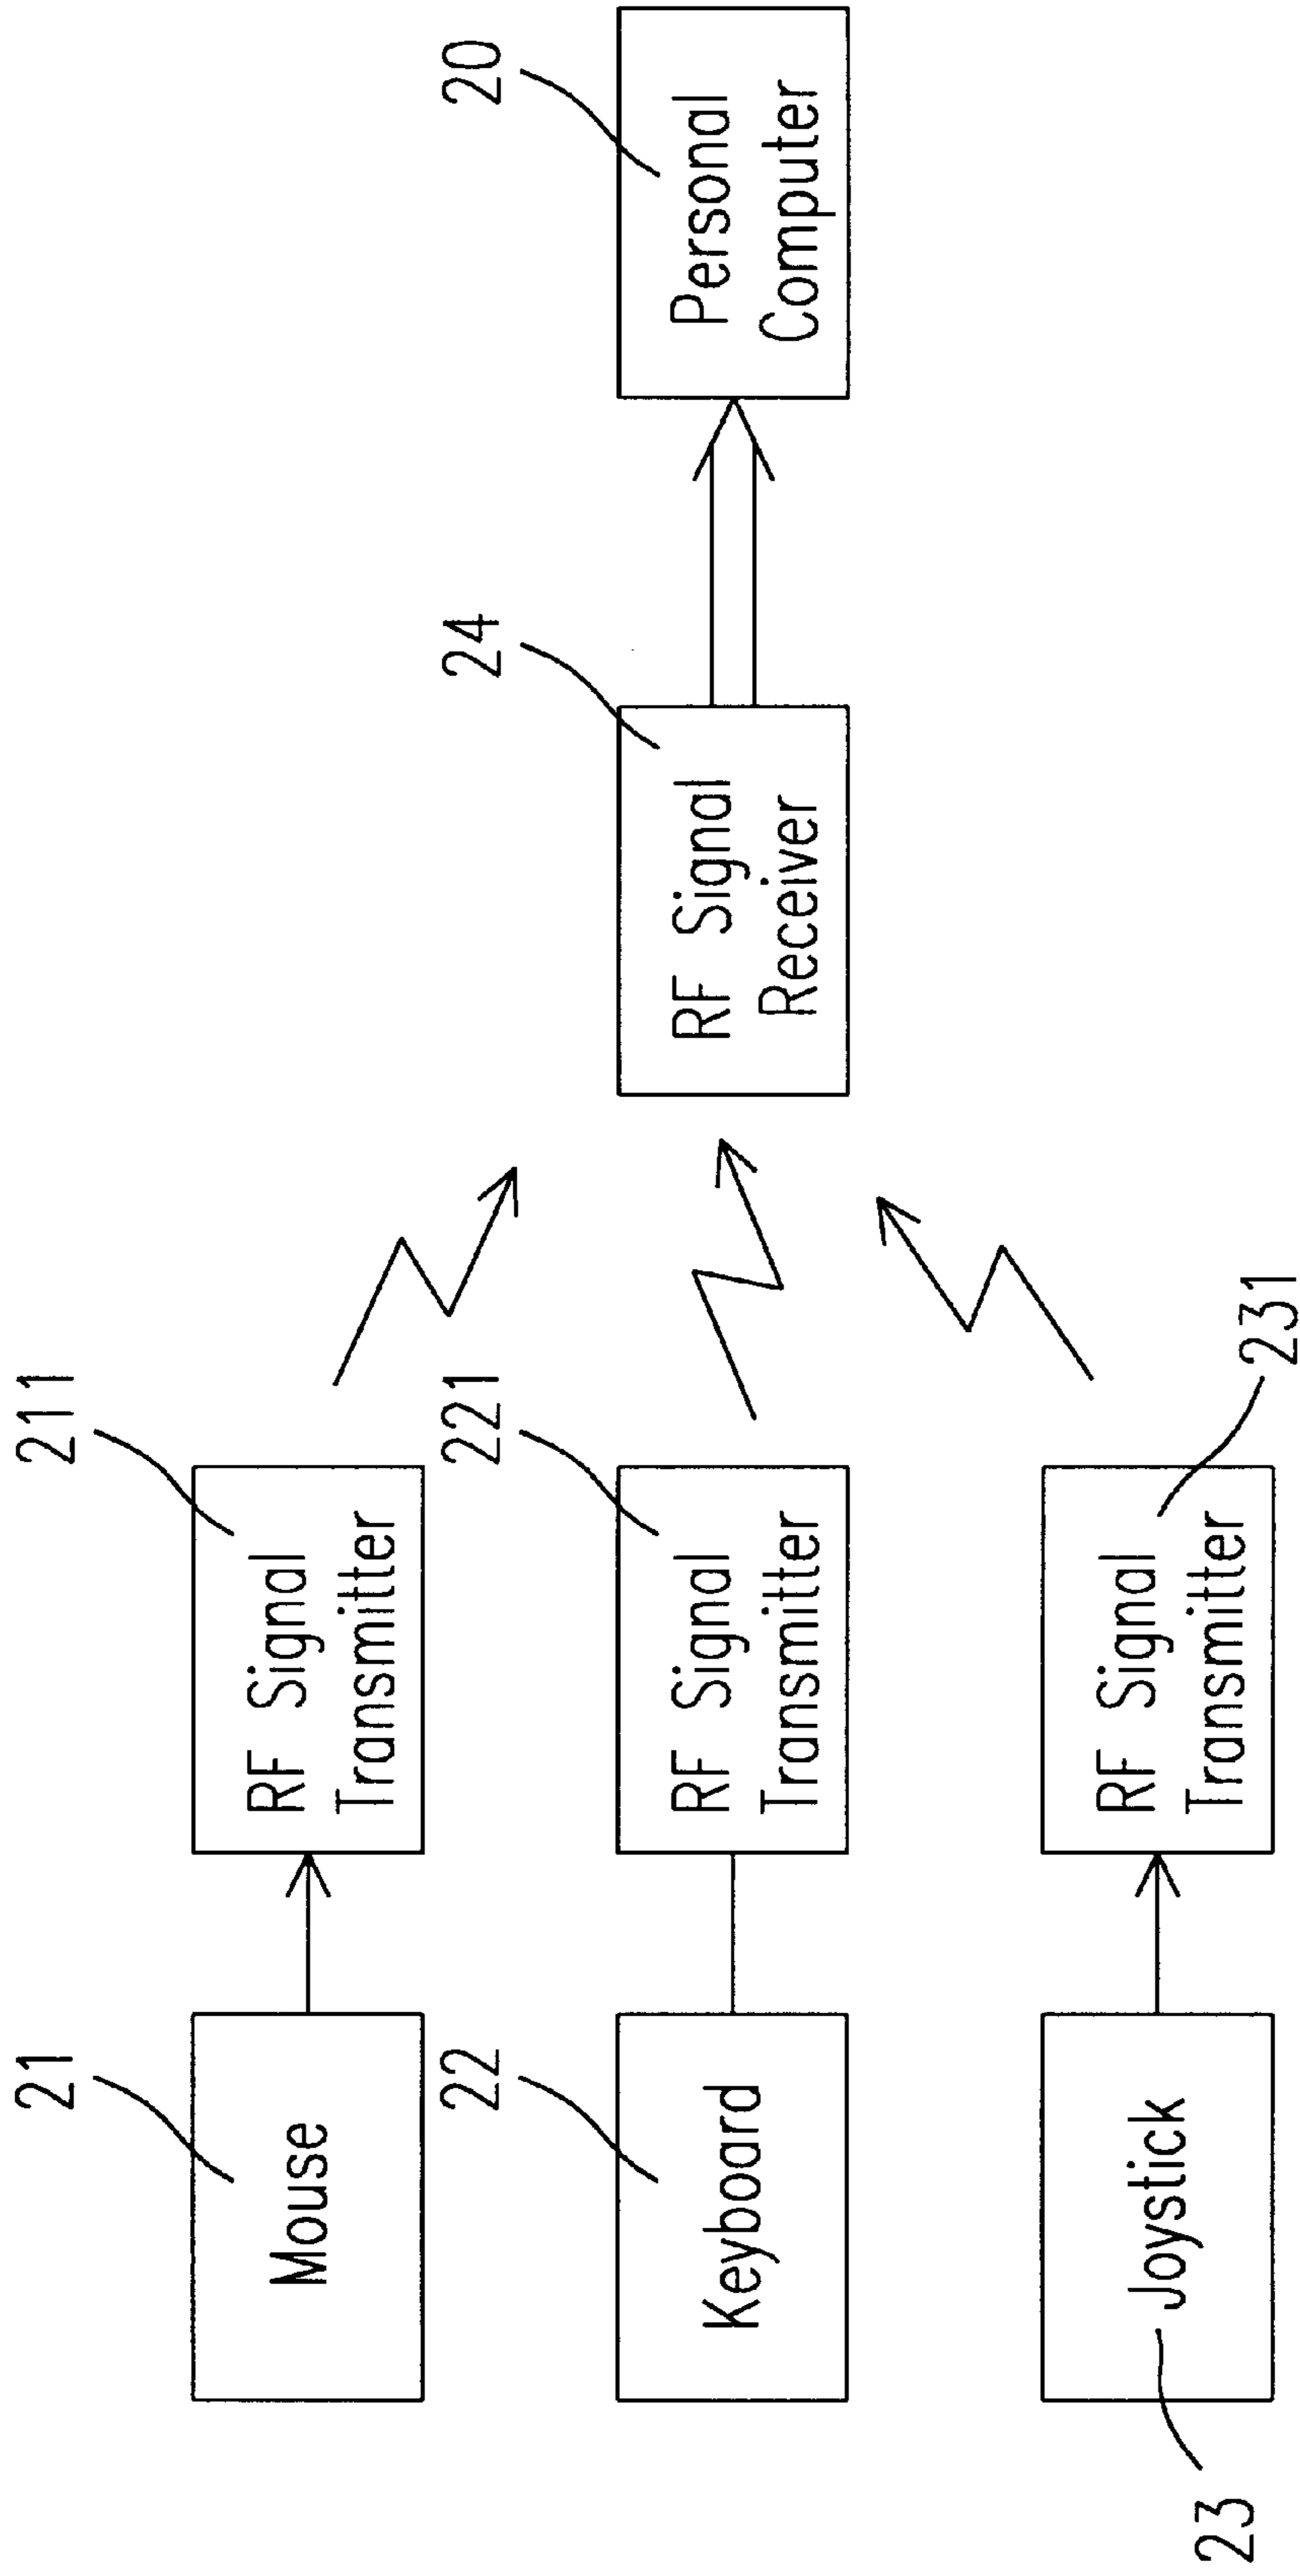 211
21
RF Signal
Transmitter
Mouse
20
24
221
22
Personal
Computer
RF Signal
Receiver
RF Signal
Transmitter
Keyboard
231
RF Signal
Transmitter
Joystick
23